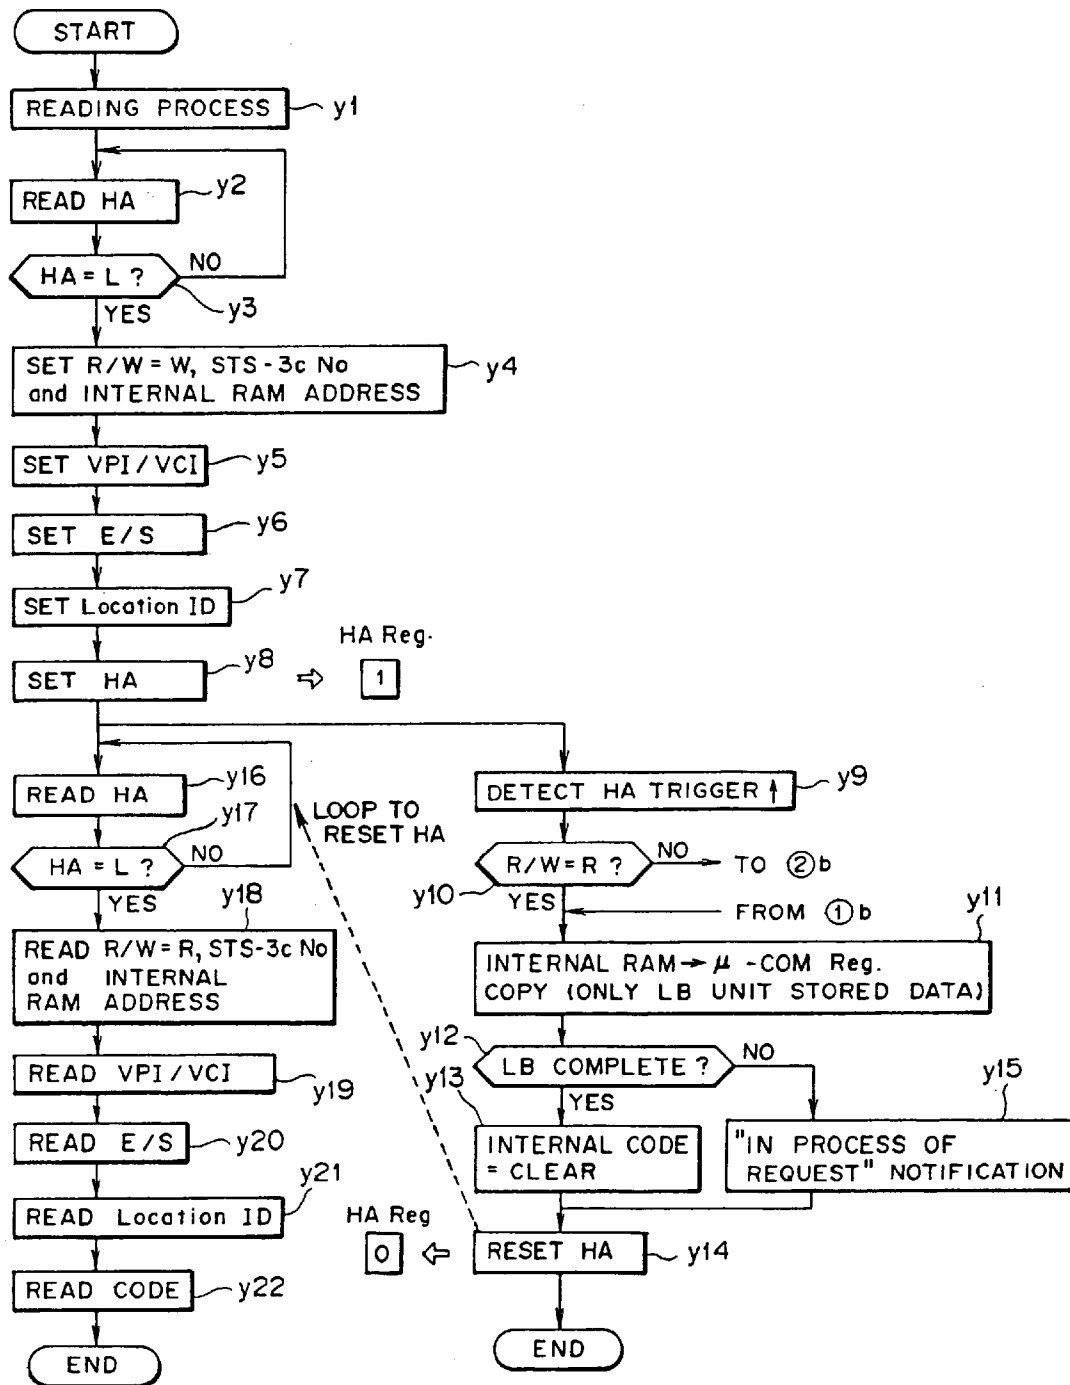 START
READING PROCESS
y1
READ HA
y2
HA = L ?
NO
y3
YES
SET R/W = W, STS-3c No
and INTERNAL RAM ADDRESS
y4
SET VPI/VCI
y5
SET E/S
y6
SET Location ID
y7
SET HA
y8
⇨
HA Reg.
1
READ HA
y16
HA = L ?
y17
NO
YES
LOOP TO
RESET HA
y18
READ R/W = R, STS-3c No
and INTERNAL
RAM ADDRESS
READ VPI/VCI
y19
READ E/S
y20
READ Location ID
y21
READ CODE
y22
END
DETECT HA TRIGGER ↑
y9
R/W = R ?
y10
NO
TO ② b
YES
FROM ① b
y11
INTERNAL RAM → μ-COM Reg.
COPY (ONLY LB UNIT STORED DATA)
y12
LB COMPLETE ?
NO
y13
YES
y15
INTERNAL CODE
= CLEAR
"IN PROCESS OF
REQUEST" NOTIFICATION
HA Reg
0
⇦
RESET HA
y14
END